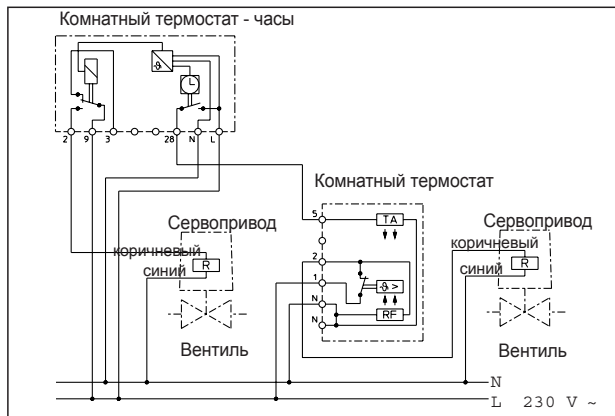 Комнатный термостат - часы
ϑ
2 9 3 28 N L
Комнатный термостат
Сервопривод
коричневый
R
синий
Вентиль
5
TA
2
1
ϑ >
N
RF
N
Сервопривод
коричневый
R
синий
Вентиль
N
L 230 V ~